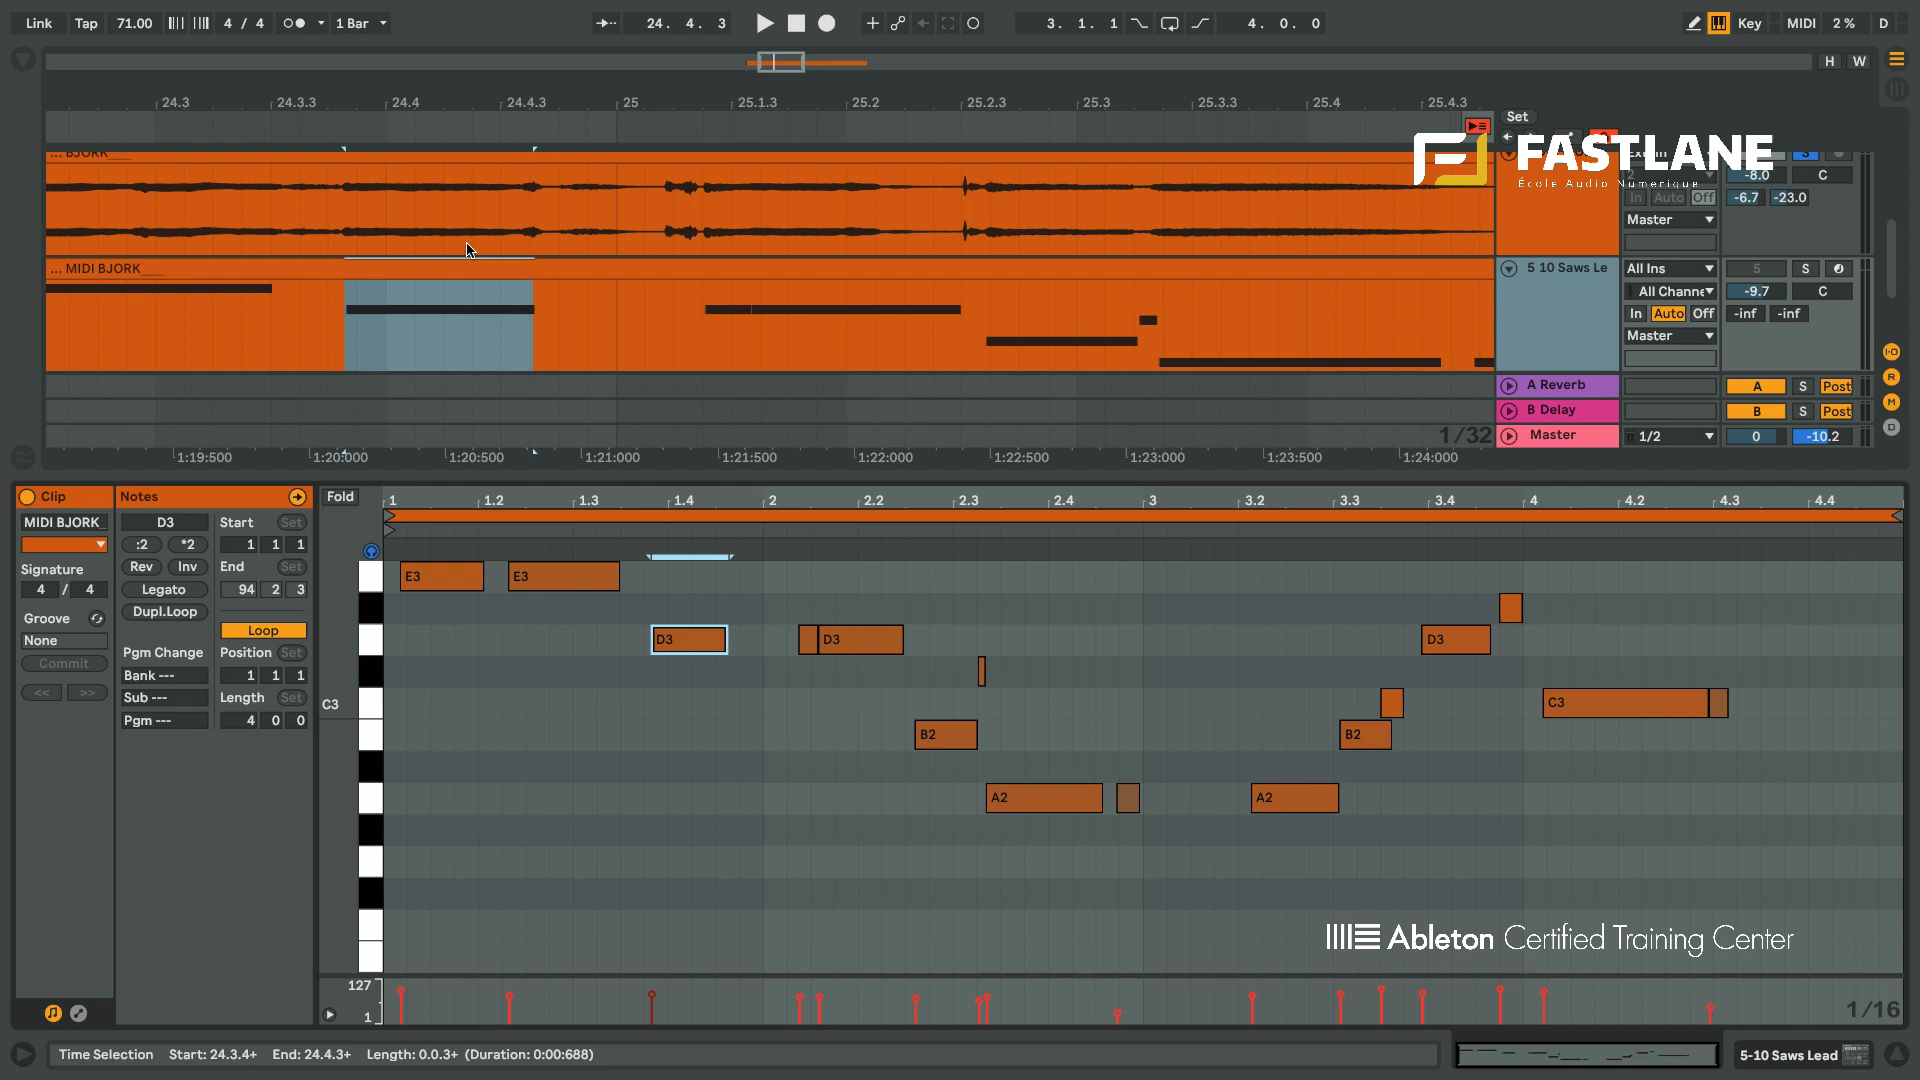 Link Tap 71.00 4 / 4 1 Bar 24. 4. 3 3. 1. 1 4. 0. 0 Key MIDI 2 % D
H W
24.3 24.3.3 24.4 24.4.3 25 25.1.3 25.2 25.2.3 25.3 25.3.3 25.4 25.4.3
Set
... BJORK___
FASTLANE
École Audio Numerique
-8.0 C
In Auto Off -6.7 -23.0
Master
... MIDI BJORK___
5 10 Saws Le All Ins 5 S
All Channe -9.7 C
In Auto Off -inf -inf
Master
A Reverb A S Post
B Delay B S Post
1/32 Master 1/2 0 -10.2
1:19:500 1:20:000 1:20:500 1:21:000 1:21:500 1:22:000 1:22:500 1:23:000 1:23:500 1:24:000
Clip Notes Fold 1 1.2 1.3 1.4 2 2.2 2.3 2.4 3 3.2 3.3 3.4 4 4.2 4.3 4.4
MIDI BJORK_ D3 Start Set
:2 *2 1 1 1
Rev Inv End Set
Signature
4 / 4 Legato 94 2 3
Dupl.Loop
Groove
None Loop
Pgm Change Position Set
Commit
Bank --- 1 1 1
<< >> Sub --- Length Set
Pgm --- 4 0 0
E3 E3
D3 D3 D3
C3 C3
B2 B2
A2 A2
Ableton Certified Training Center
127
1
1/16
Time Selection Start: 24.3.4+ End: 24.4.3+ Length: 0.0.3+ (Duration: 0:00:688)
5-10 Saws Lead